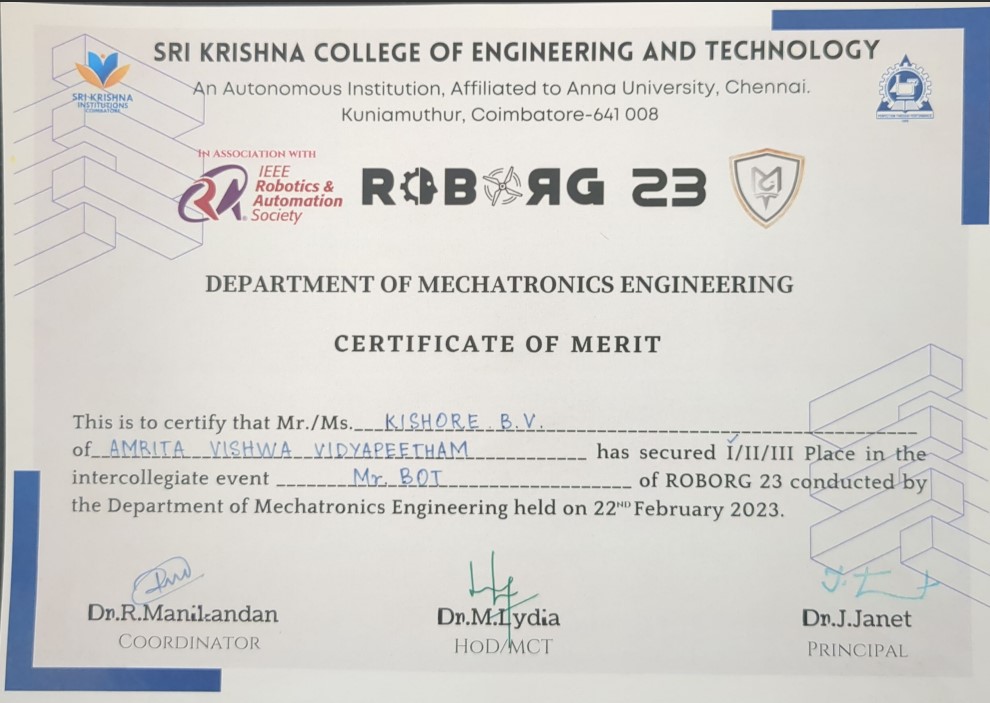 SRI KRISHNA COLLEGE OF ENGINEERING AND TECHNOLOGY
An Autonomous Institution, Affiliated to Anna University, Chennai.
Kuniamuthur, Coimbatore-641 008
SRI KRISHNA
INSTITUTIONS
COIMBATORE
IN ASSOCIATION WITH
IEEE
Robotics &
Automation
Society
ROBORG 23
DEPARTMENT OF MECHATRONICS ENGINEERING
CERTIFICATE OF MERIT
This is to certify that Mr./Ms. KISHORE B.V.
of AMRITA VISHWA VIDYAPEETHAM has secured I/II/III Place in the
intercollegiate event Mr. BOT of ROBORG 23 conducted by
the Department of Mechatronics Engineering held on 22ND February 2023.
Dr.R.Manikandan
COORDINATOR
Dr.M.Lydia
HoD/MCT
Dr.J.Janet
PRINCIPAL